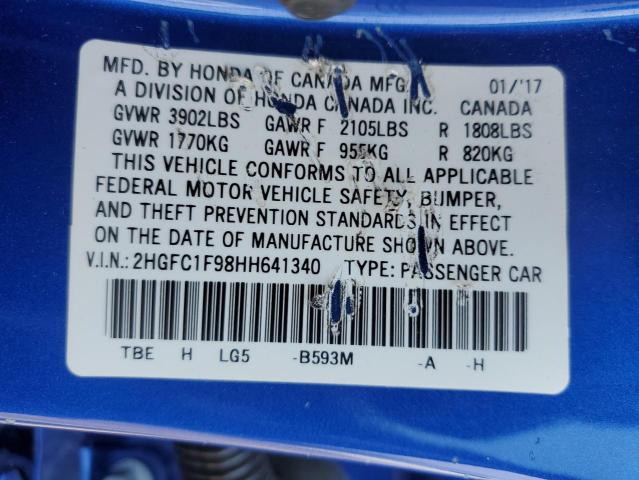 MFD. BY HONDA OF CANADA MFG. 01/'17
A DIVISION OF HONDA CANADA INC. CANADA
GVWR 3902LBS GAWR F 2105LBS R 1808LBS
GVWR 1770KG GAWR F 955KG R 820KG
THIS VEHICLE CONFORMS TO ALL APPLICABLE
FEDERAL MOTOR VEHICLE SAFETY, BUMPER,
AND THEFT PREVENTION STANDARDS IN EFFECT
ON THE DATE OF MANUFACTURE SHOWN ABOVE.
V.I.N.: 2HGFC1F98HH641340 TYPE: PASSENGER CAR
TBE H LG5 -B593M -A -H